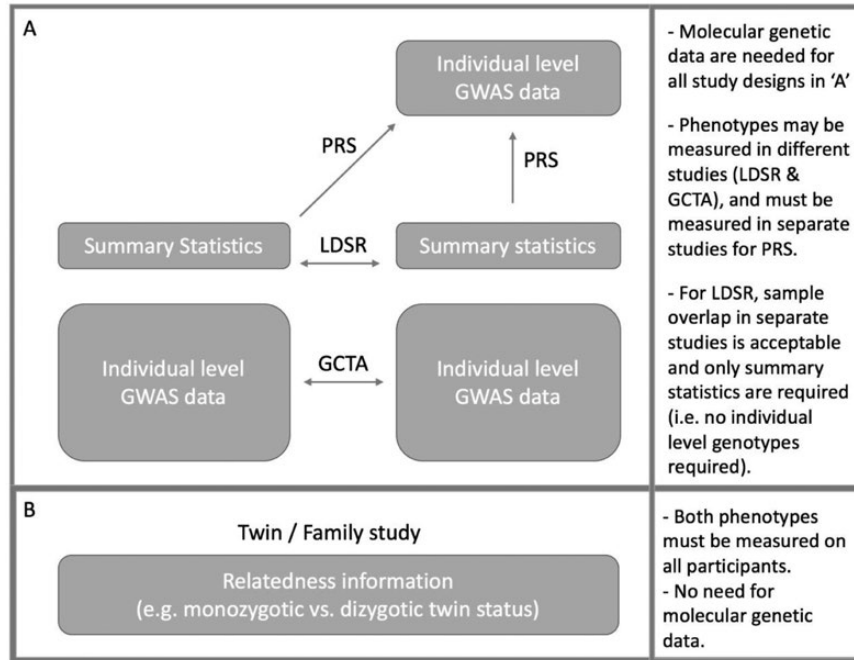 A
Individual level
GWAS data
PRS
PRS
Summary Statistics
LDSR
Summary statistics
Individual level
GWAS data
GCTA
Individual level
GWAS data
- Molecular genetic
data are needed for
all study designs in ‘A’
- Phenotypes may be
measured in different
studies (LDSR &
GCTA), and must be
measured in separate
studies for PRS.
- For LDSR, sample
overlap in separate
studies is acceptable
and only summary
statistics are required
(i.e. no individual
level genotypes
required).
B
Twin / Family study
Relatedness information
(e.g. monozygotic vs. dizygotic twin status)
- Both phenotypes
must be measured on
all participants.
- No need for
molecular genetic
data.